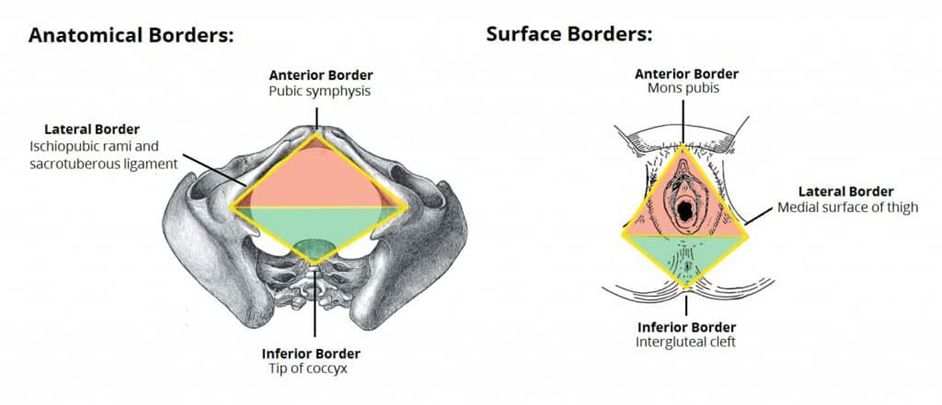 Anatomical Borders:
Anterior Border
Pubic symphysis
Lateral Border
Ischiopubic rami and
sacrotuberous ligament
Inferior Border
Tip of coccyx
Surface Borders:
Anterior Border
Mons pubis
Lateral Border
Medial surface of thigh
Inferior Border
Intergluteal cleft